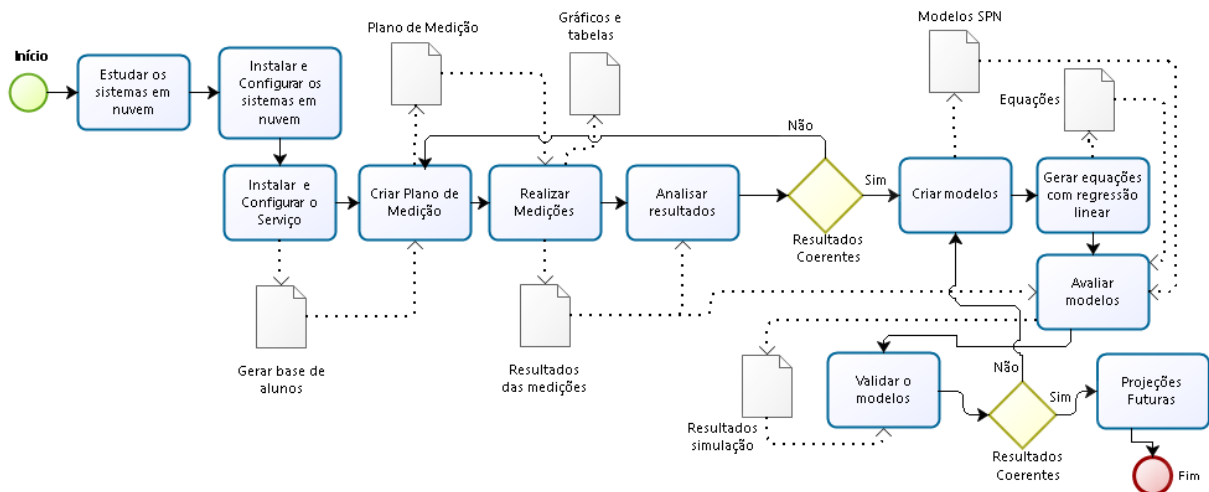 Início
Estudar os
sistemas em
nuvem
Instalar e
Configurar os
sistemas em
nuvem
Plano de Medição
Gráficos e
tabelas
Modelos SPN
Equações
Instalar e
Configurar o
Serviço
Criar Plano de
Medição
Realizar
Medições
Analisar
resultados
Não
Sim
Resultados
Coerentes
Criar modelos
Gerar equações
com regressão
linear
Avaliar
modelos
Gerar base de
alunos
Resultados
das medições
Resultados
simulação
Validar o
modelos
Não
Sim
Resultados
Coerentes
Projeções
Futuras
Fim